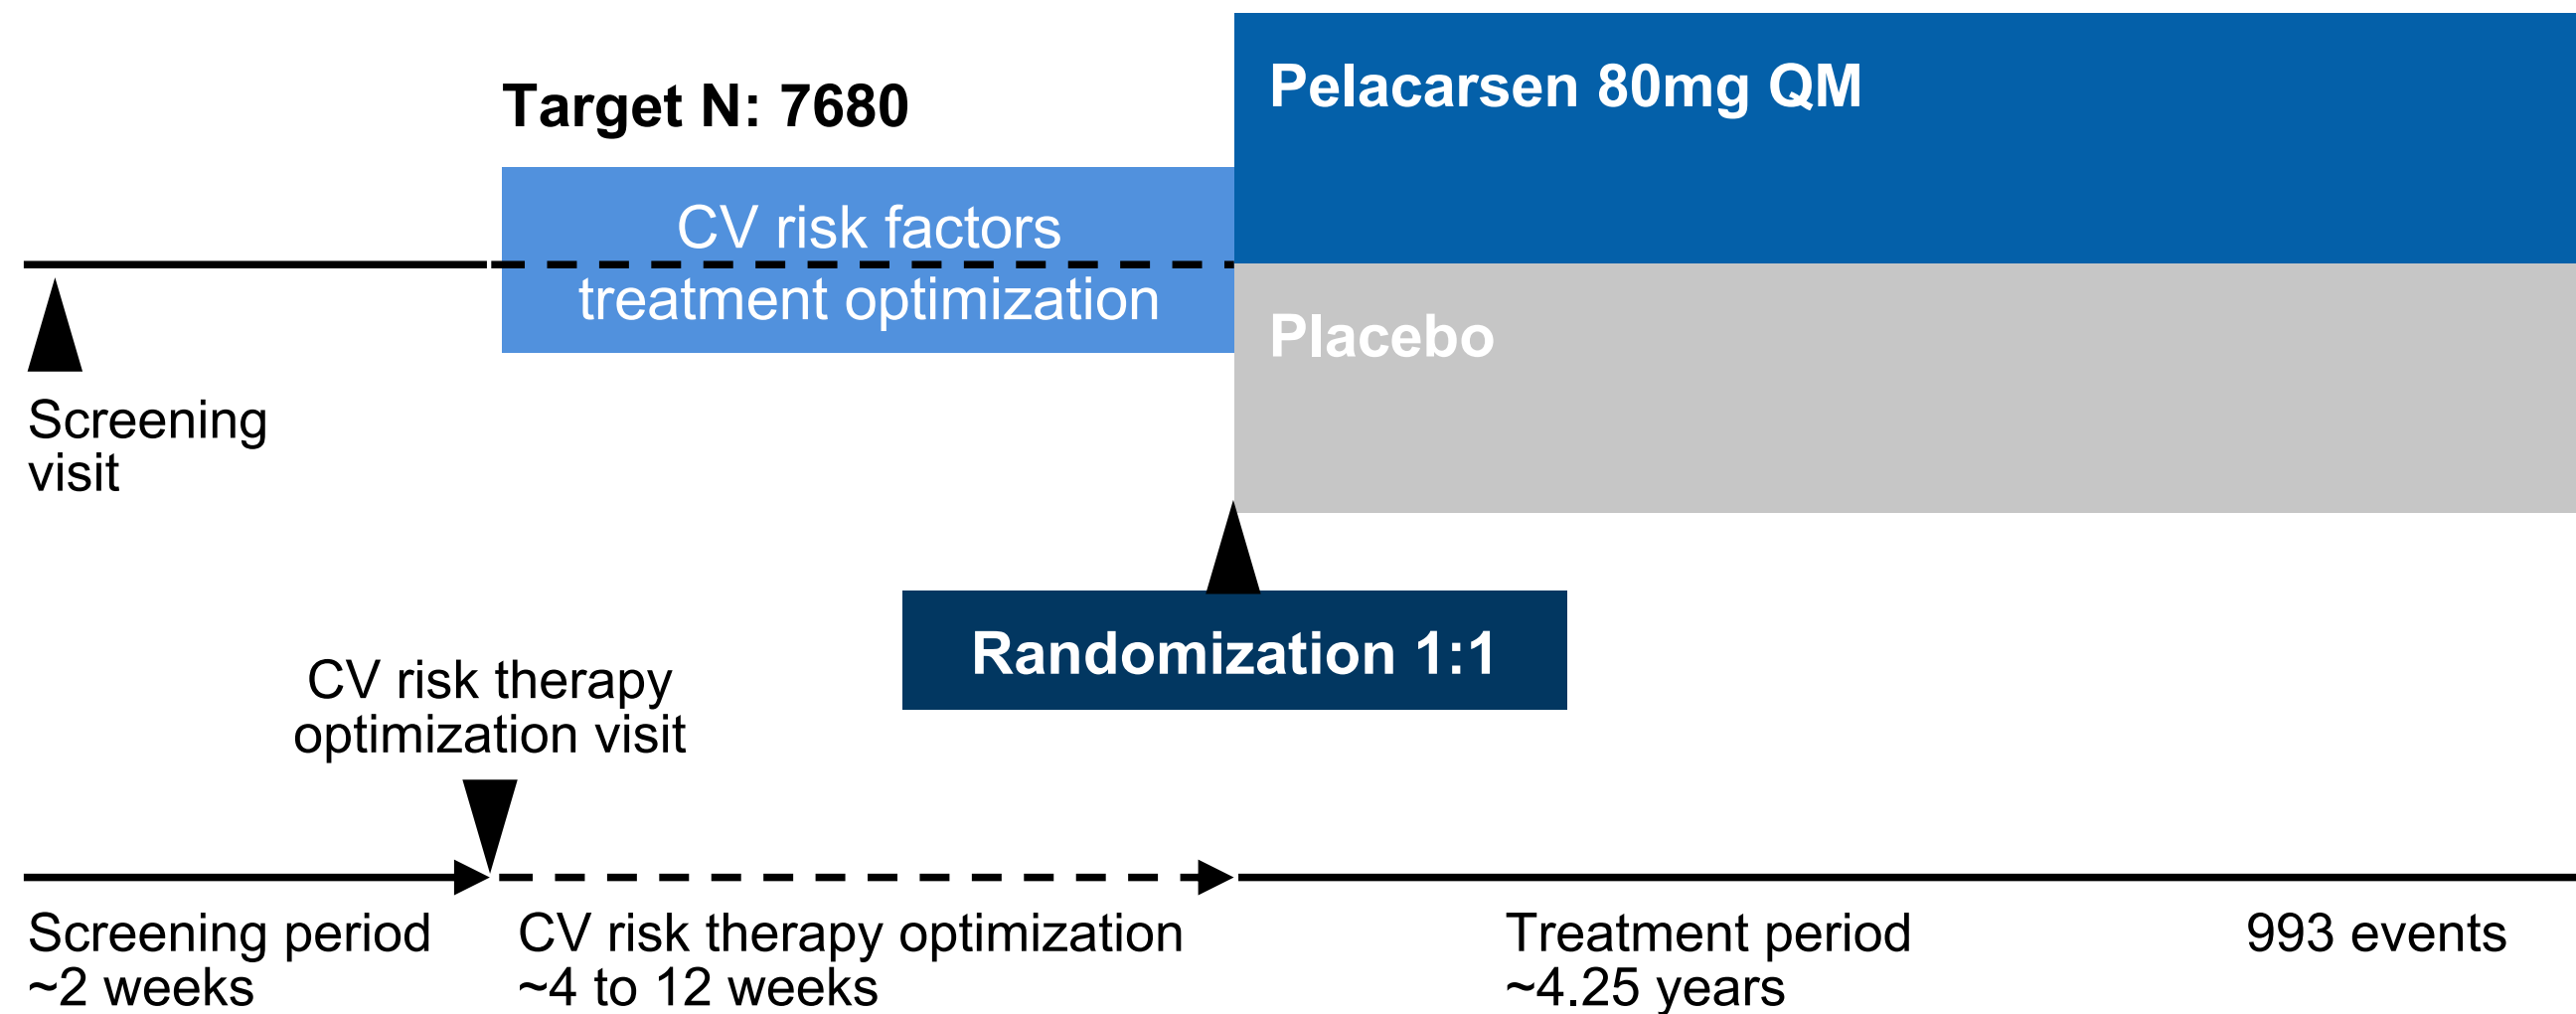 Target N: 7680
Pelacarsen 80mg QM
CV risk factors
treatment optimization
Placebo
Screening
visit
Randomization 1:1
CV risk therapy
optimization visit
Screening period
~2 weeks
CV risk therapy optimization
~4 to 12 weeks
Treatment period
~4.25 years
993 events